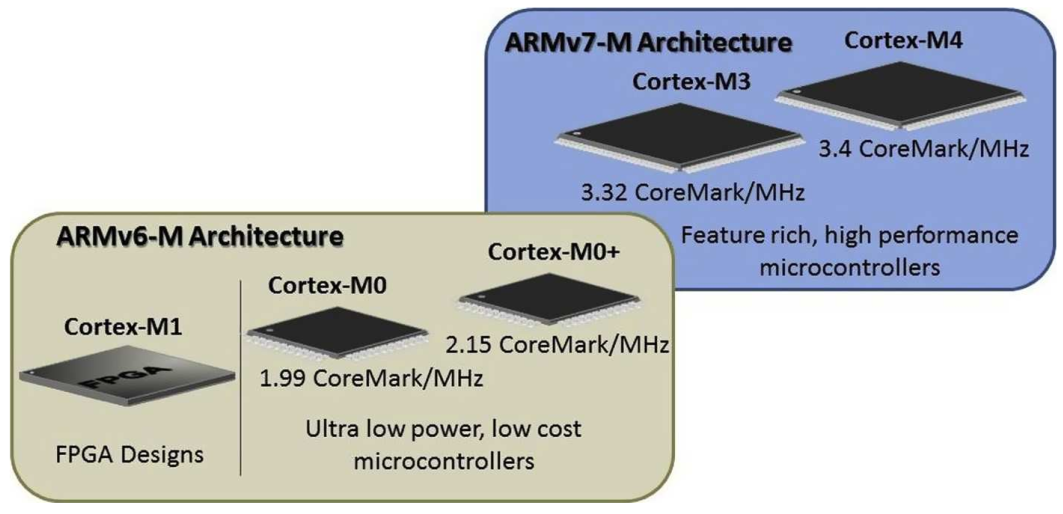 ARMv7-M Architecture
Cortex-M4
Cortex-M3
3.4 CoreMark/MHz
3.32 CoreMark/MHz
Feature rich, high performance
microcontrollers
ARMv6-M Architecture
Cortex-M0+
Cortex-M0
Cortex-M1
FPGA
2.15 CoreMark/MHz
1.99 CoreMark/MHz
FPGA Designs
Ultra low power, low cost
microcontrollers